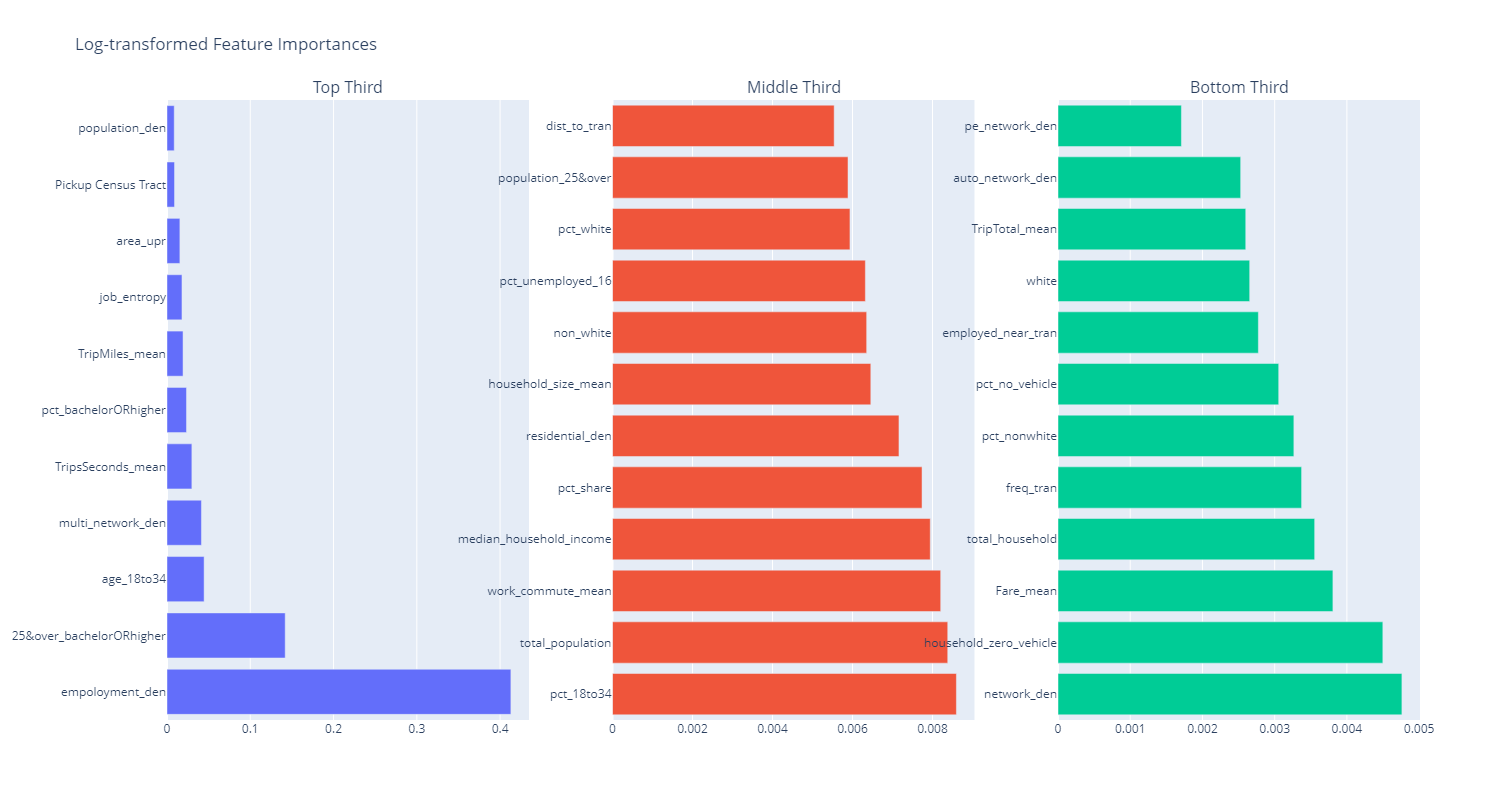 Log-transformed Feature Importances
Top Third
population_den
Pickup Census Tract
area_upr
job_entropy
TripMiles_mean
pct_bachelorORhigher
TripsSeconds_mean
multi_network_den
age_18to34
25&over_bachelorORhigher
empoloyment_den
0 0.1 0.2 0.3 0.4
Middle Third
dist_to_tran
population_25&over
pct_white
pct_unemployed_16
non_white
household_size_mean
residential_den
pct_share
median_household_income
work_commute_mean
total_population
pct_18to34
0 0.002 0.004 0.006 0.008
Bottom Third
pe_network_den
auto_network_den
TripTotal_mean
white
employed_near_tran
pct_no_vehicle
pct_nonwhite
freq_tran
total_household
Fare_mean
household_zero_vehicle
network_den
0 0.001 0.002 0.003 0.004 0.005